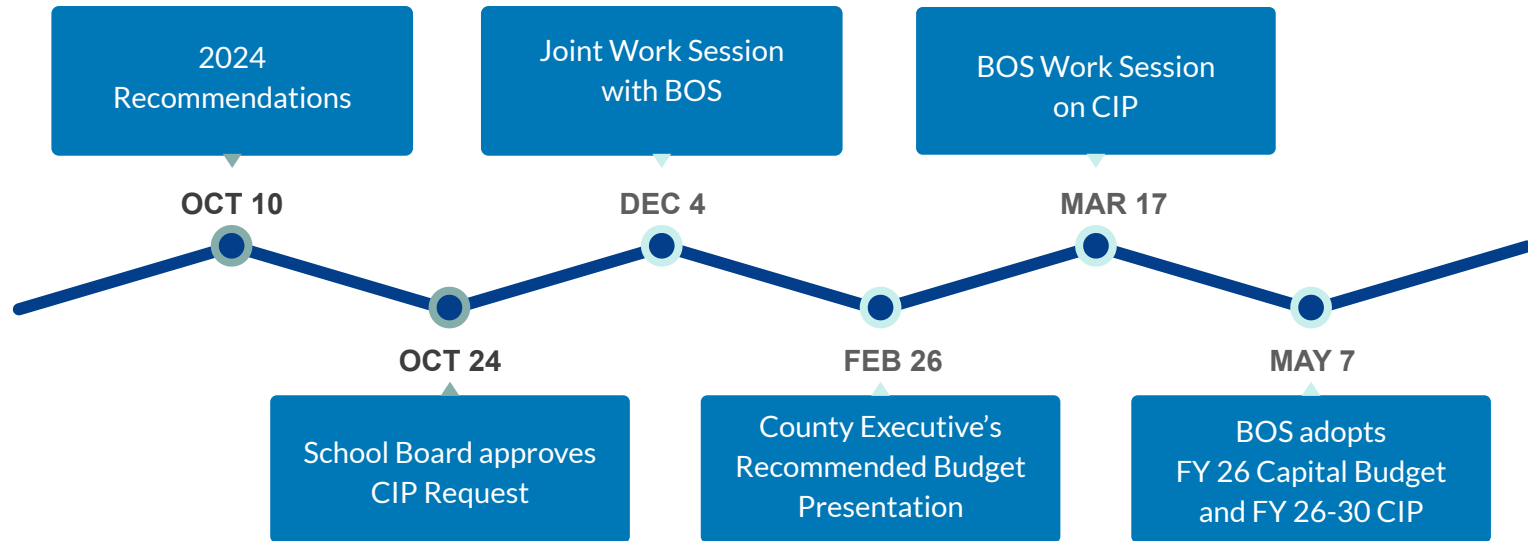 2024
Recommendations
OCT 10
OCT 24
School Board approves
CIP Request
Joint Work Session
with BOS
DEC 4
FEB 26
County Executive’s
Recommended Budget
Presentation
BOS Work Session
on CIP
MAR 17
MAY 7
BOS adopts
FY 26 Capital Budget
and FY 26-30 CIP